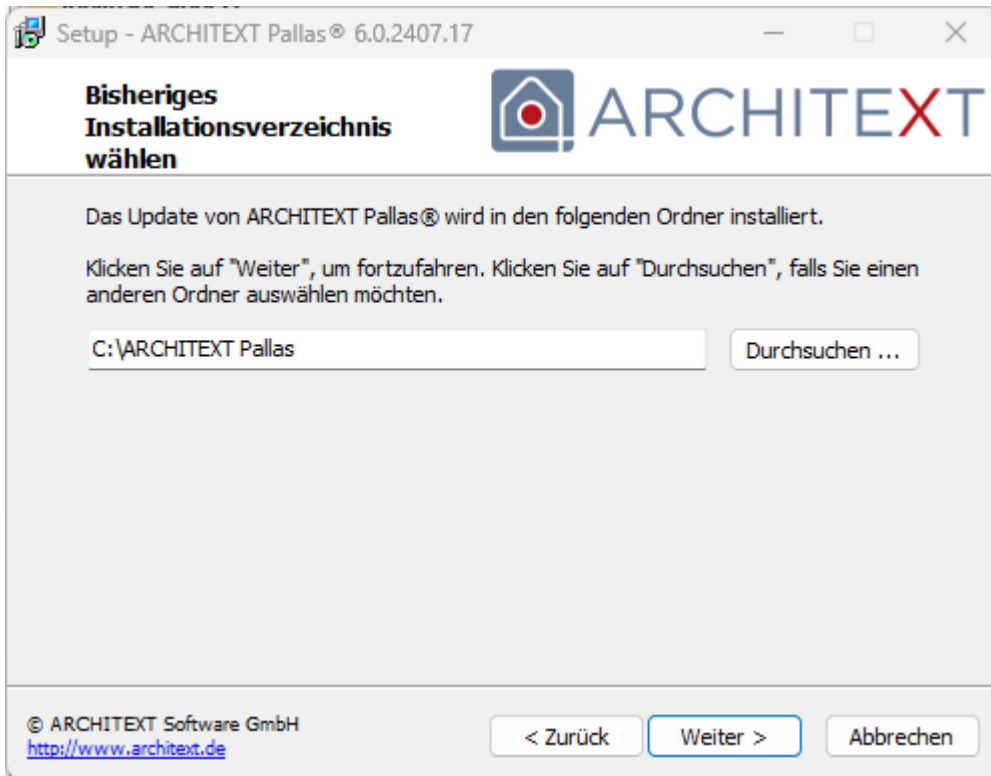 Setup - ARCHITEXT Pallas® 6.0.2407.17
Bisheriges
Installationsverzeichnis
wählen
ARCHITEXT
Das Update von ARCHITEXT Pallas® wird in den folgenden Ordner installiert.
Klicken Sie auf "Weiter", um fortzufahren. Klicken Sie auf "Durchsuchen", falls Sie einen
anderen Ordner auswählen möchten.
C:\ARCHITEXT Pallas
Durchsuchen ...
© ARCHITEXT Software GmbH
http://www.architext.de
< Zurück
Weiter >
Abbrechen